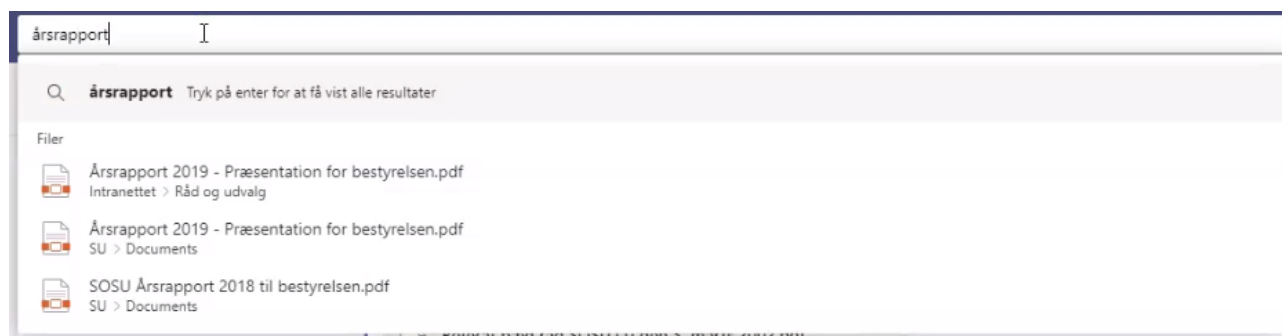 årsrapport
årsrapport Tryk på enter for at få vist alle resultater
Filer
Årsrapport 2019 - Præsentation for bestyrelsen.pdf
Intranettet > Råd og udvalg
Årsrapport 2019 - Præsentation for bestyrelsen.pdf
SU > Documents
SOSU Årsrapport 2018 til bestyrelsen.pdf
SU > Documents